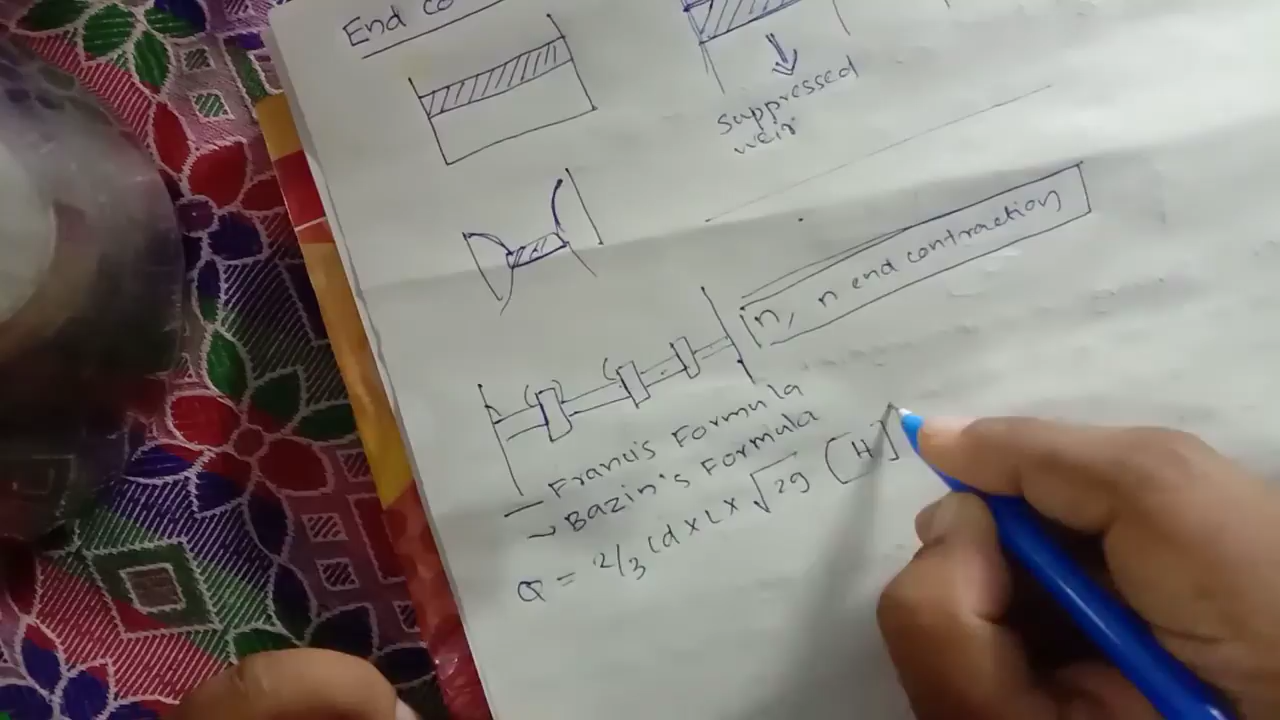 End co
suppressed
weir
n, n end contraction
Francis Formula
Bazin's Formula
Q = 2/3 Cd × L × √2g [H]